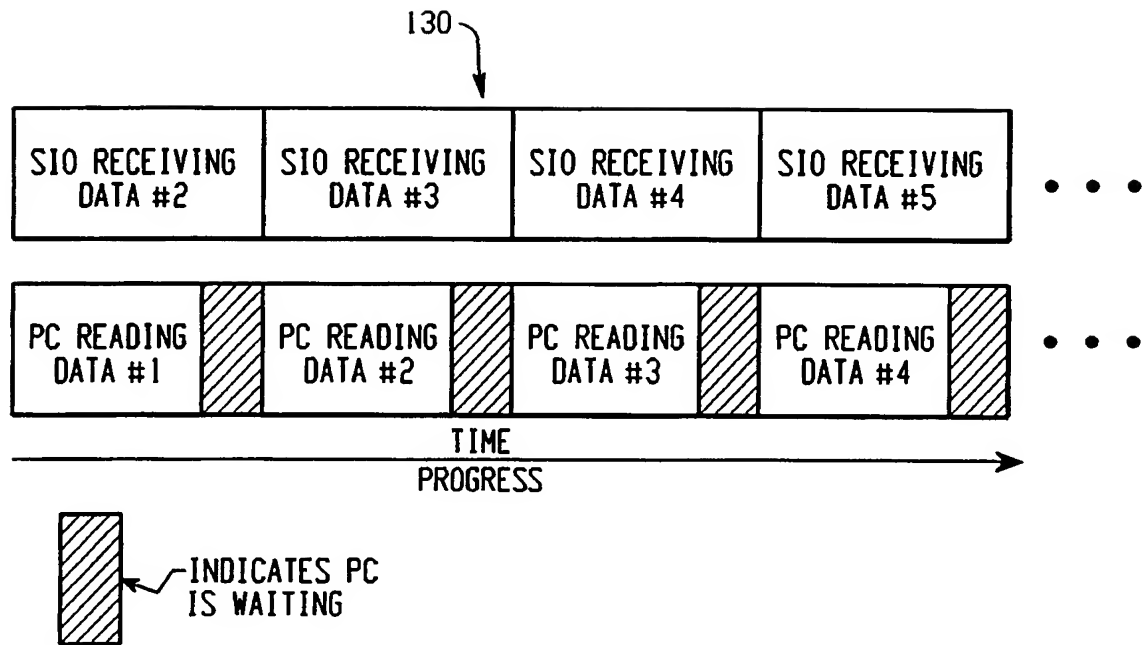 130
SIO RECEIVING
DATA #2
SIO RECEIVING
DATA #3
SIO RECEIVING
DATA #4
SIO RECEIVING
DATA #5
PC READING
DATA #1
PC READING
DATA #2
PC READING
DATA #3
PC READING
DATA #4
TIME
PROGRESS
INDICATES PC
IS WAITING